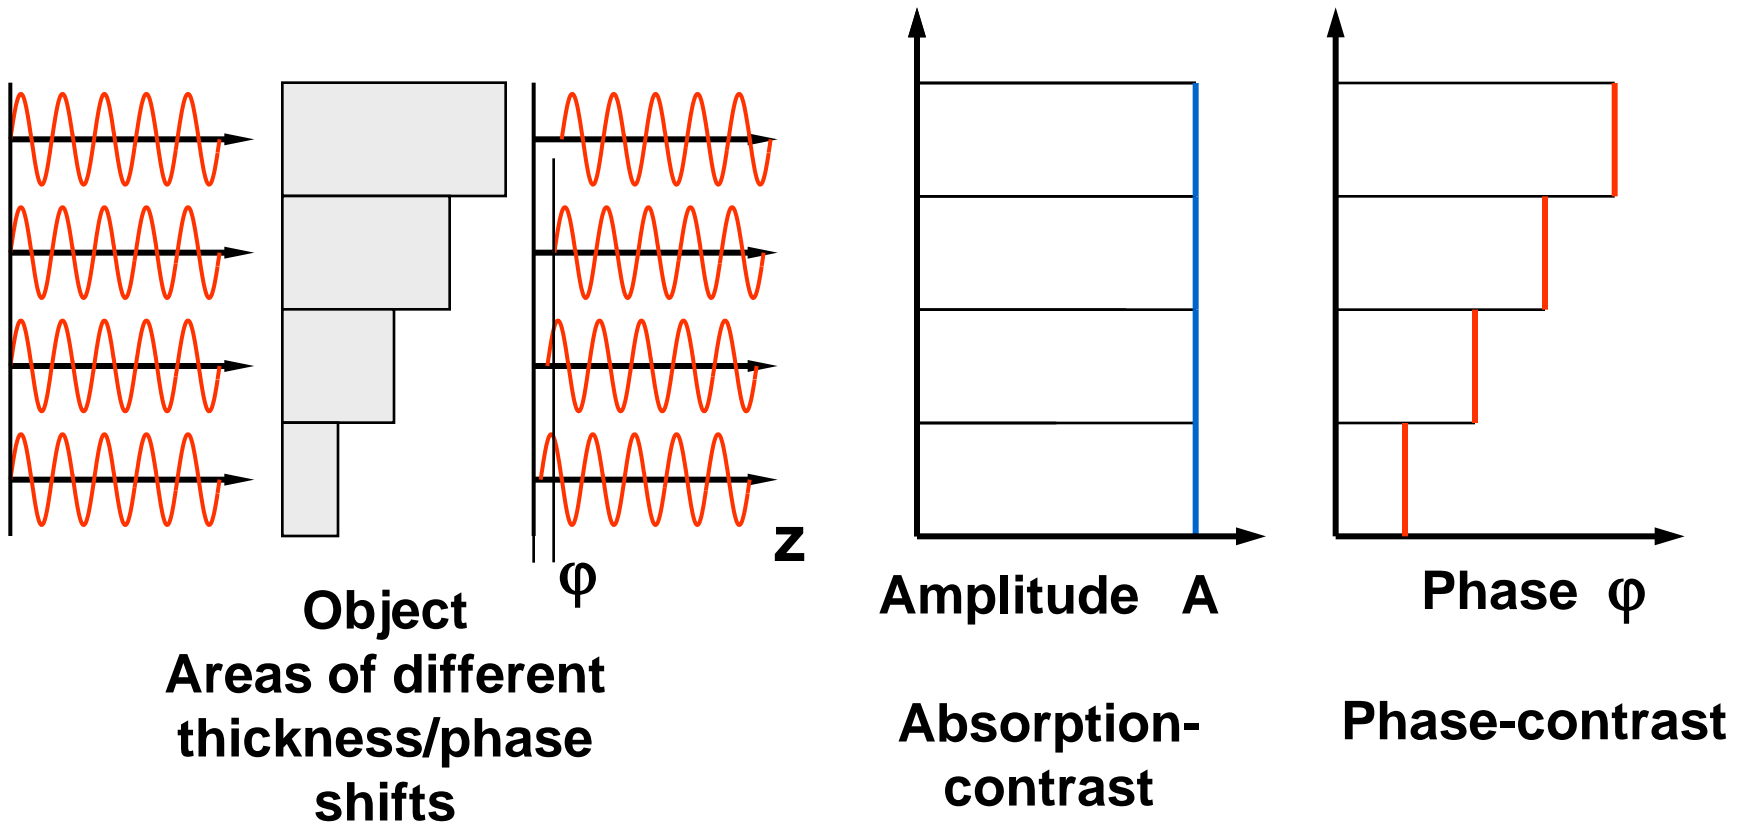 z
φ
Object
Areas of different
thickness/phase
shifts
Amplitude A
Absorption-
contrast
Phase φ
Phase-contrast